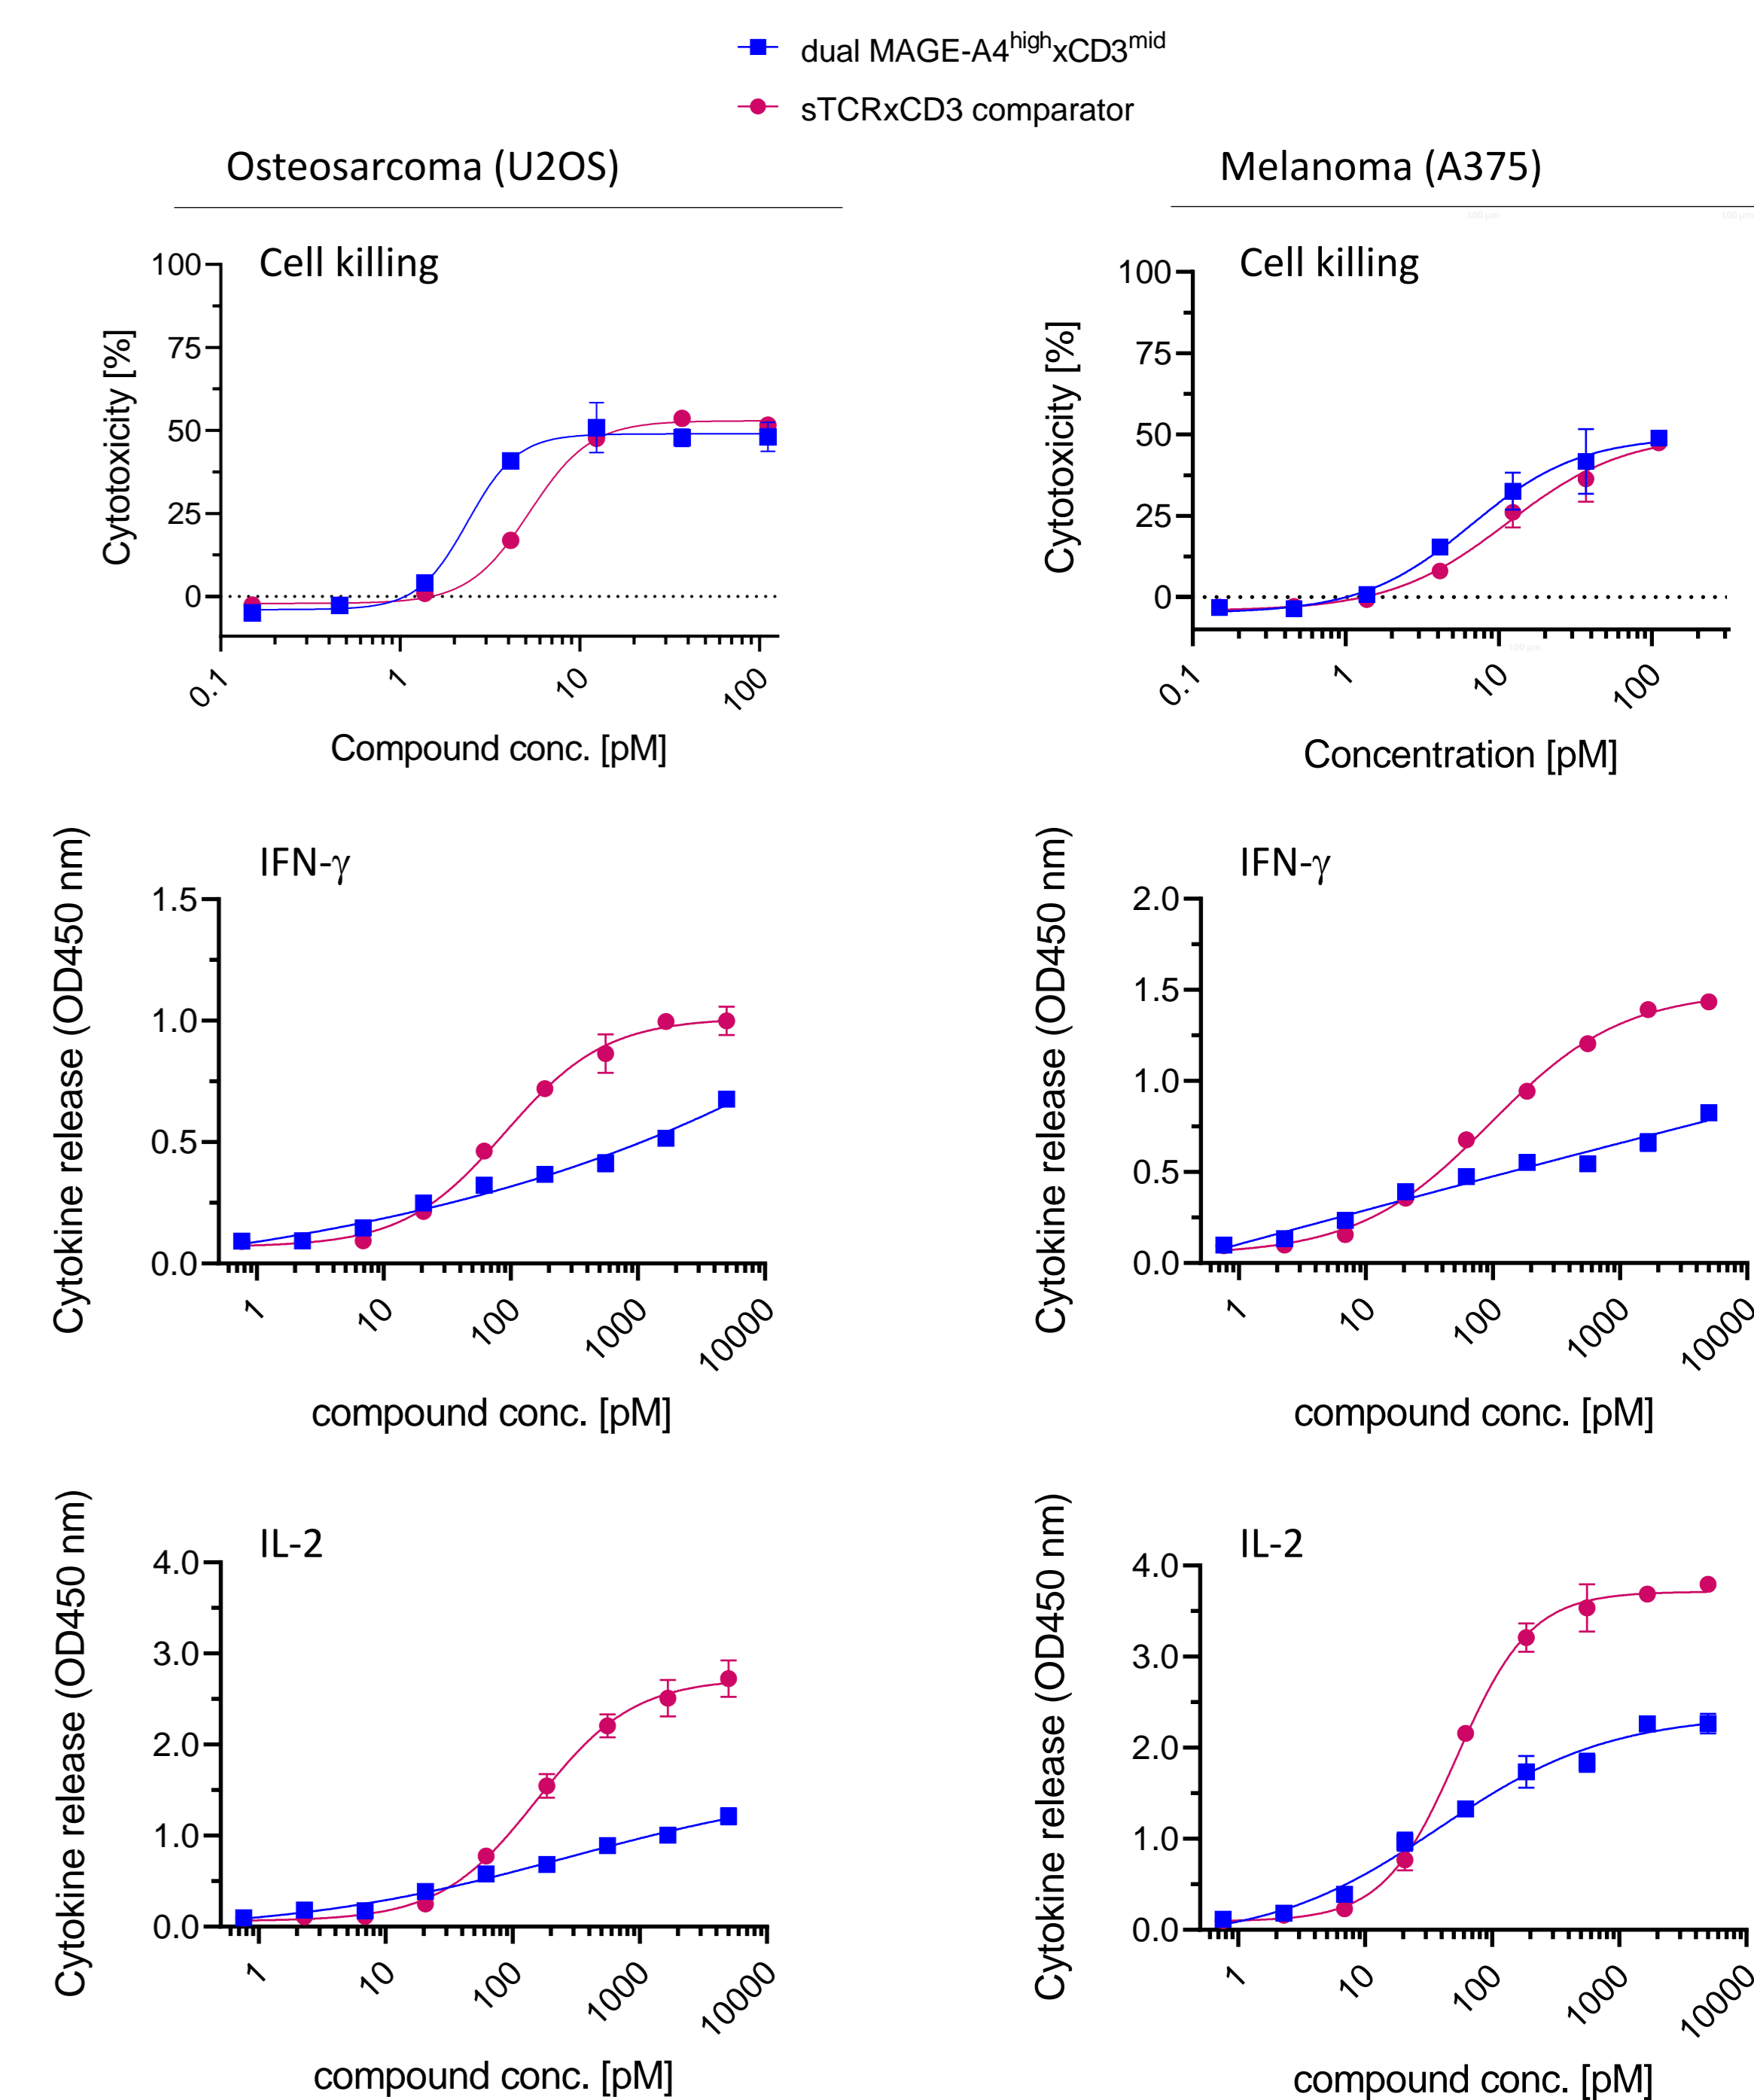 dual MAGE-A4highxCD3mid
sTCRxCD3 comparator
Osteosarcoma (U2OS)
Melanoma (A375)
100 µm
100 µm
Cell killing
Cytotoxicity [%]
100
75
50
25
0
0.1
1
10
100
Compound conc. [pM]
Cell killing
Cytotoxicity [%]
100
75
50
25
0
100 µm
0.1
1
10
100
Concentration [pM]
IFN-γ
Cytokine release (OD450 nm)
1.5
1.0
0.5
0.0
1
10
100
1000
10000
compound conc. [pM]
IFN-γ
Cytokine release (OD450 nm)
2.0
1.5
1.0
0.5
0.0
1
10
100
1000
10000
compound conc. [pM]
IL-2
Cytokine release (OD450 nm)
4.0
3.0
2.0
1.0
0.0
1
10
100
1000
10000
compound conc. [pM]
IL-2
Cytokine release (OD450 nm)
4.0
3.0
2.0
1.0
0.0
1
10
100
1000
10000
compound conc. [pM]